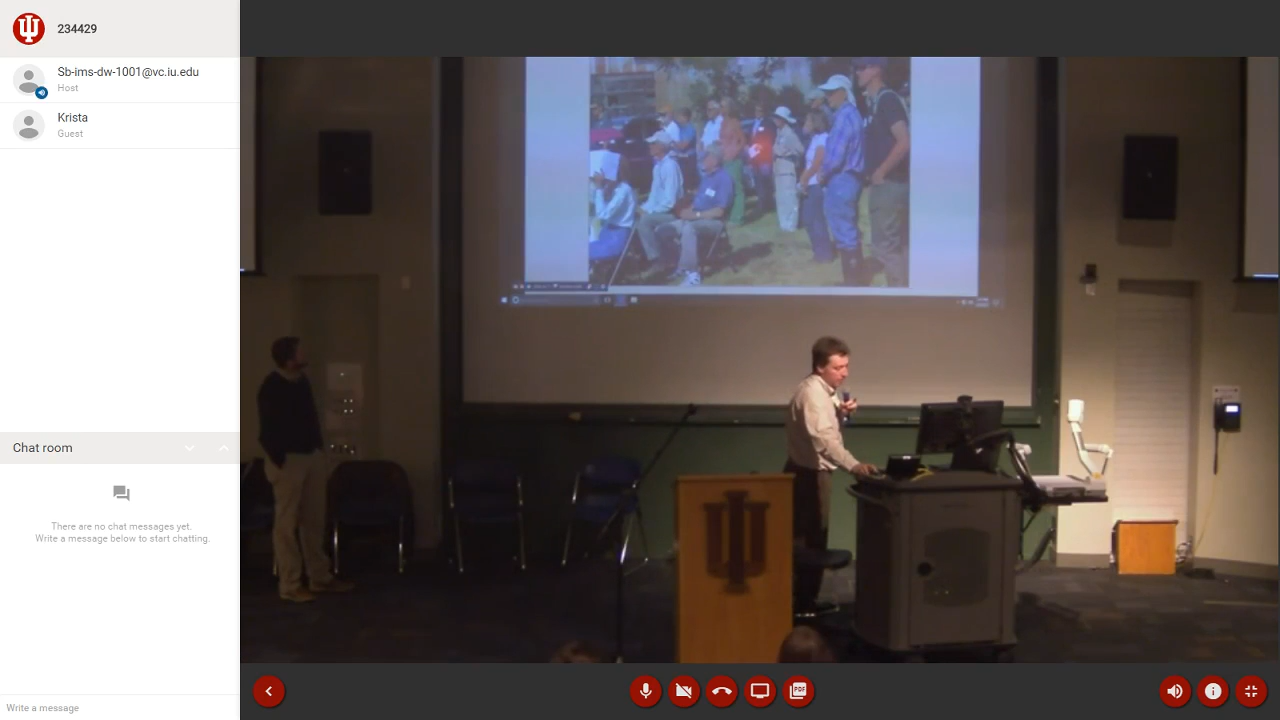 234429
Sb-ims-dw-1001@vc.iu.edu
Host
Krista
Guest
Chat room
There are no chat messages yet.
Write a message below to start chatting.
Write a message
PDF